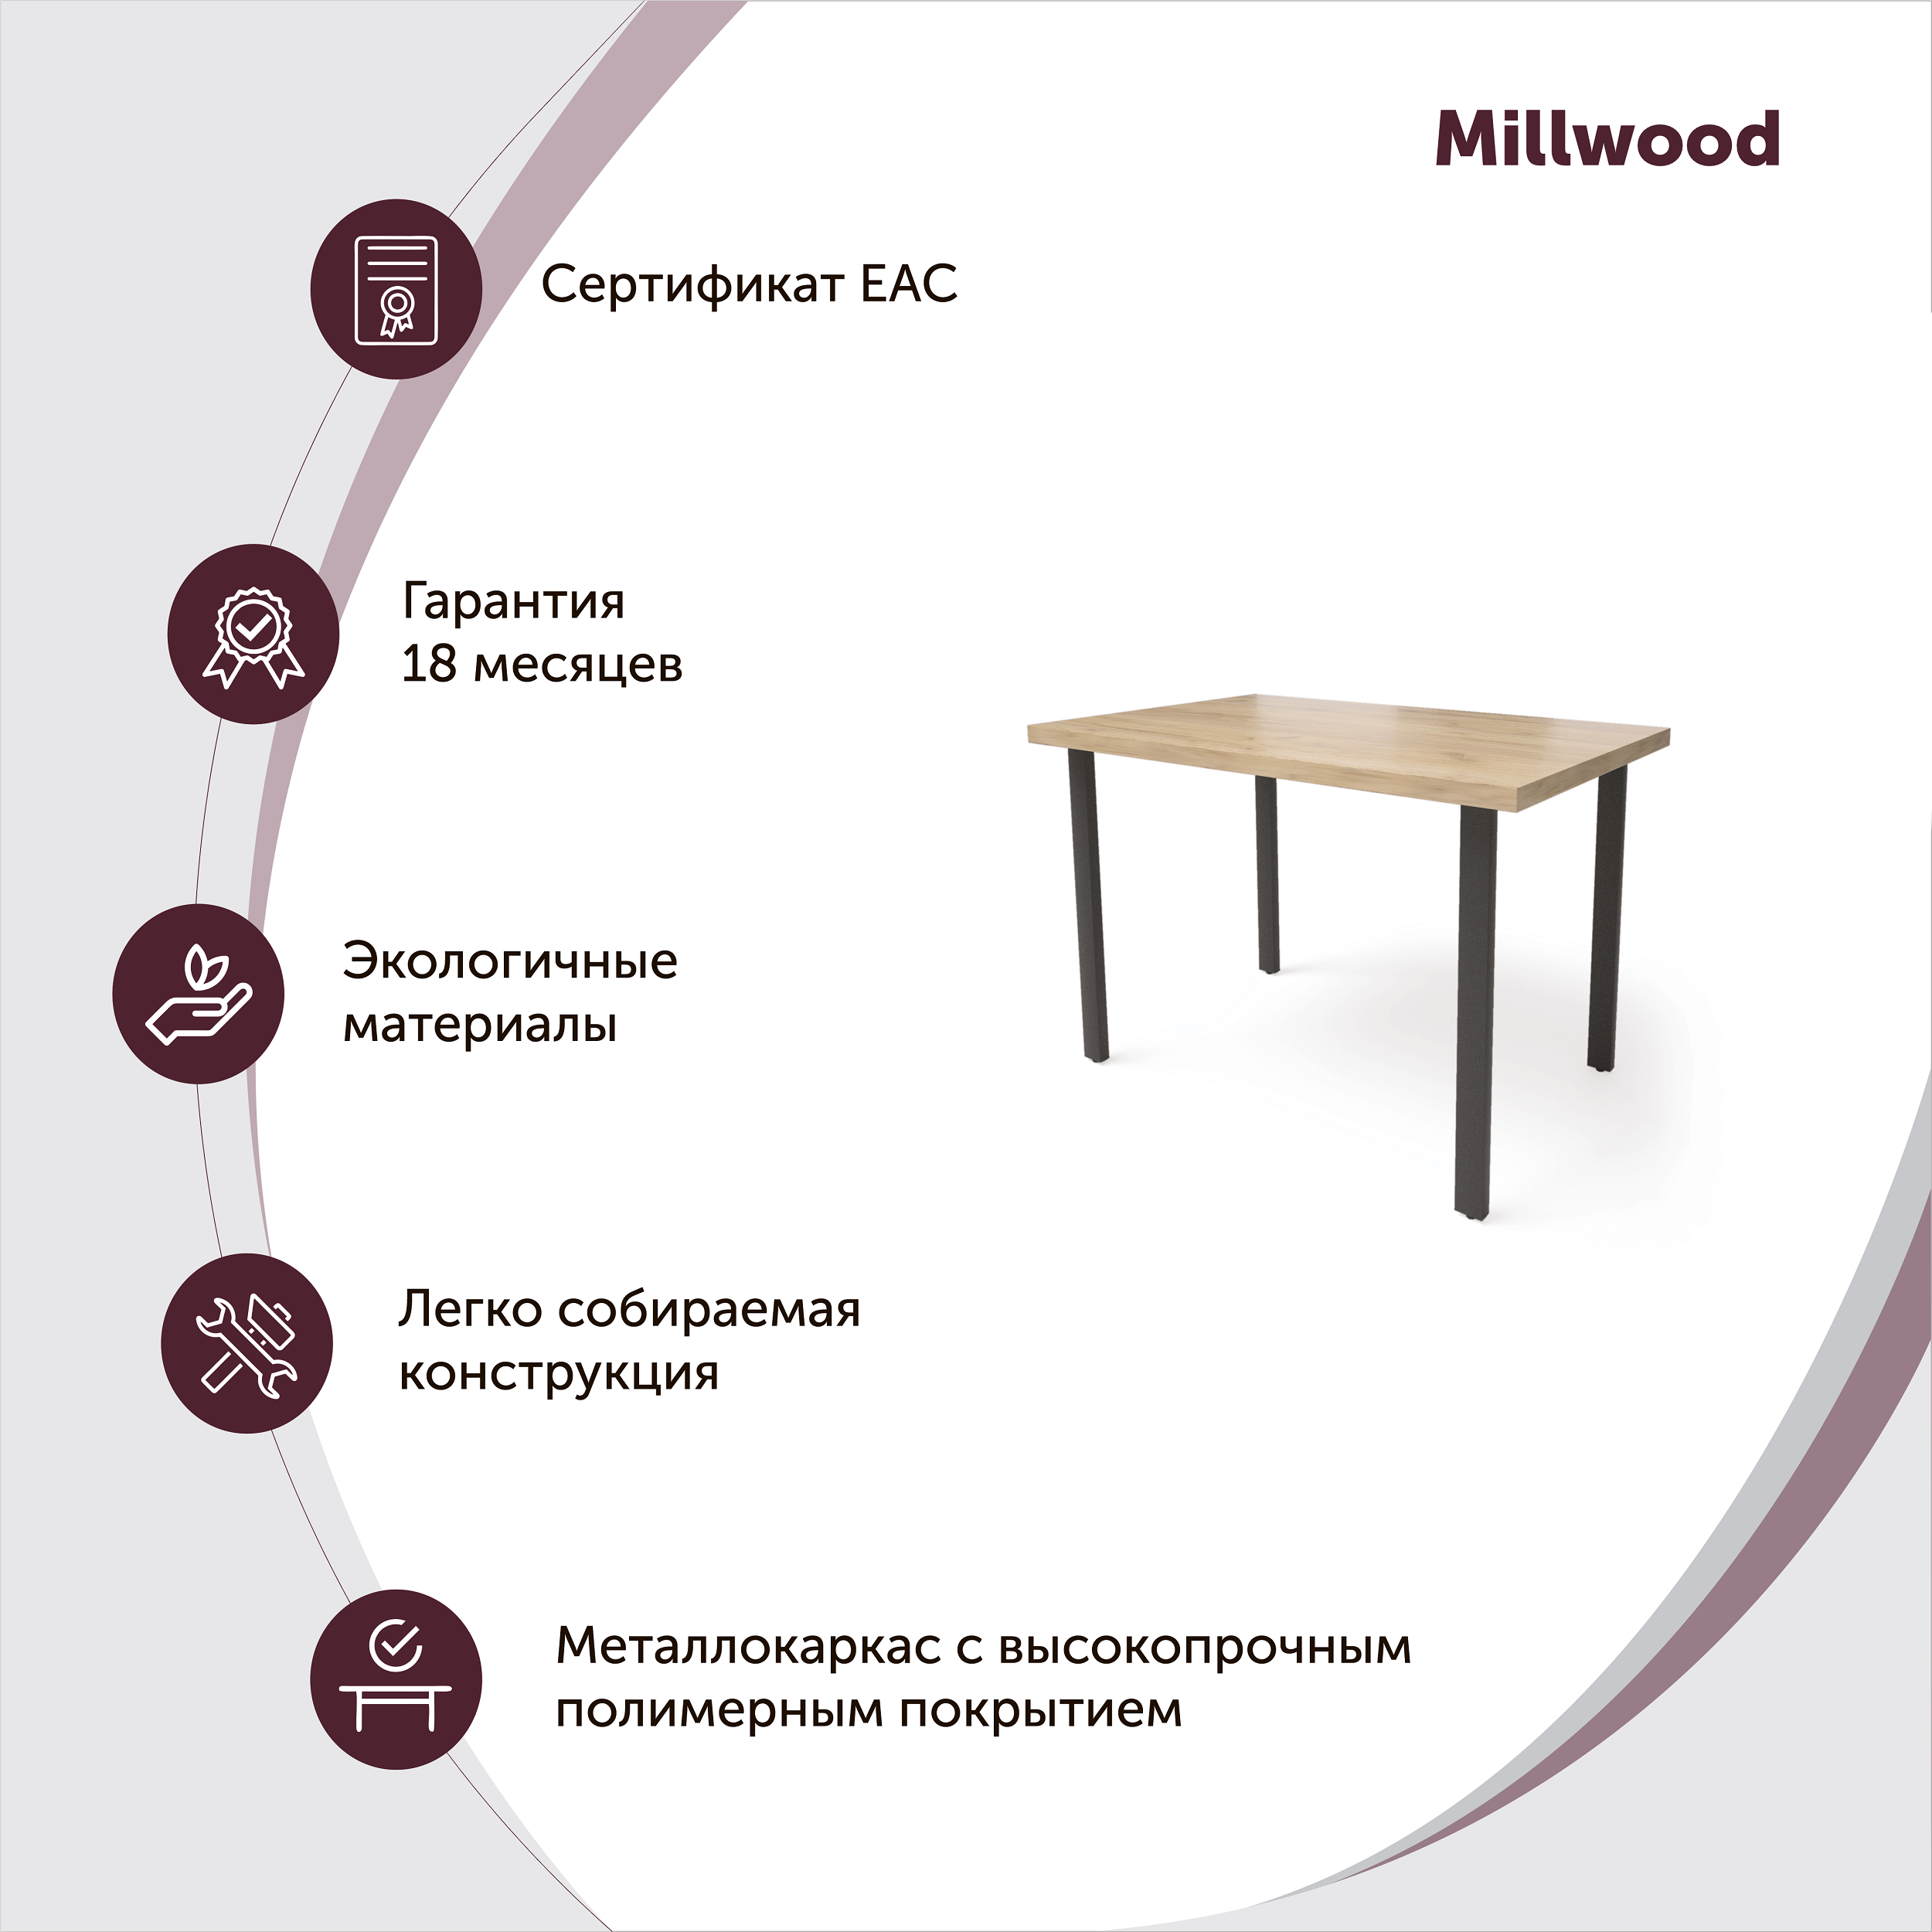 Millwood
Сертификат ЕАС
Гарантия
18 месяцев
Экологичные
материалы
Легко собираемая
конструкция
Металлокаркас с высокопрочным
полимерным покрытием